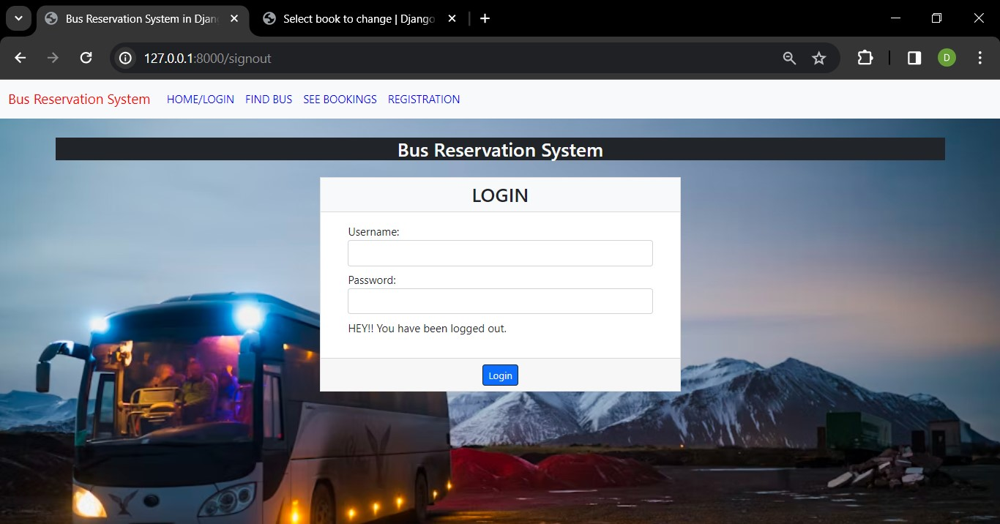 Bus Reservation System in Djan
Select book to change | Django
127.0.0.1:8000/signout
D
Bus Reservation System HOME/LOGIN FIND BUS SEE BOOKINGS REGISTRATION
Bus Reservation System
LOGIN
Username:
Password:
HEY!! You have been logged out.
Login